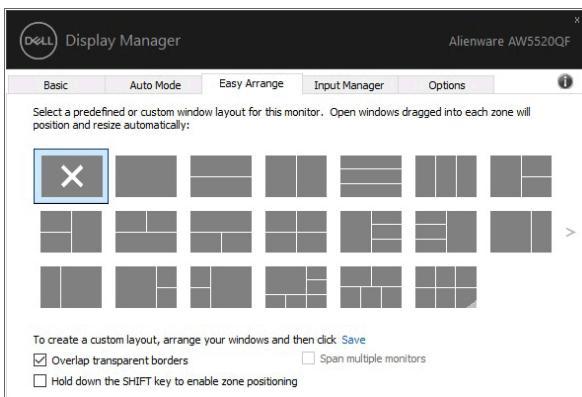 DELL Display Manager Alienware AW5520QF
Basic Auto Mode Easy Arrange Input Manager Options
Select a predefined or custom window layout for this monitor. Open windows dragged into each zone will
position and resize automatically:
To create a custom layout, arrange your windows and then click Save
Overlap transparent borders Span multiple monitors
Hold down the SHIFT key to enable zone positioning